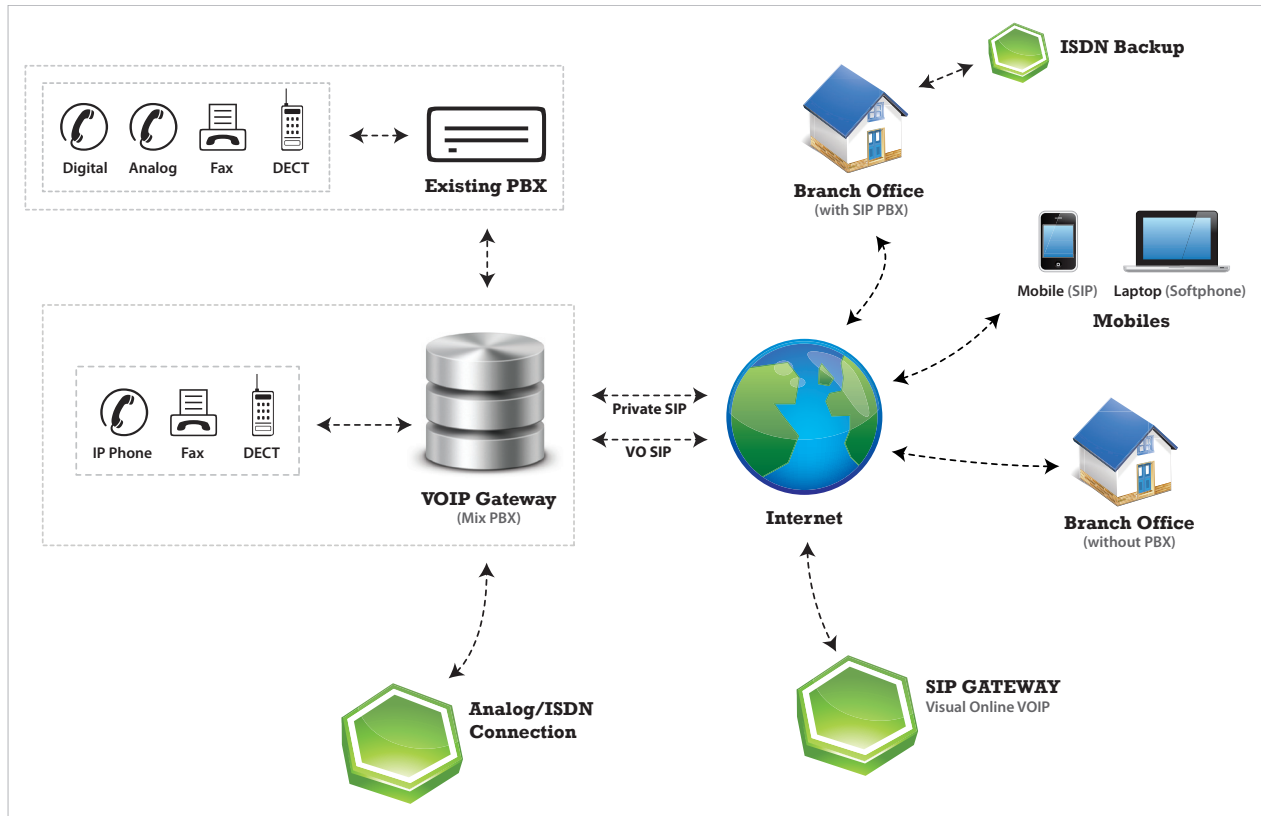 ISDN Backup
Digital
Analog
Fax
DECT
Existing PBX
Branch Office
(with SIP PBX)
Mobile (SIP)
Laptop (Softphone)
Mobiles
IP Phone
Fax
DECT
VOIP Gateway
(Mix PBX)
Private SIP
VO SIP
Internet
Branch Office
(without PBX)
Analog/ISDN
Connection
SIP GATEWAY
Visual Online VOIP